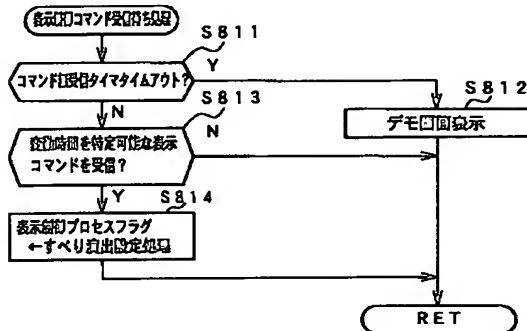 表示制御コマンド受信待ち処理
S811
コマンド無受信タイマタイムアウト?
Y
N
S813
S812
デモ画面表示
変動時間を特定可能な表示
コマンドを受信?
N
Y
S814
表示制御プロセスフラグ
←すべり演出設定処理
RET